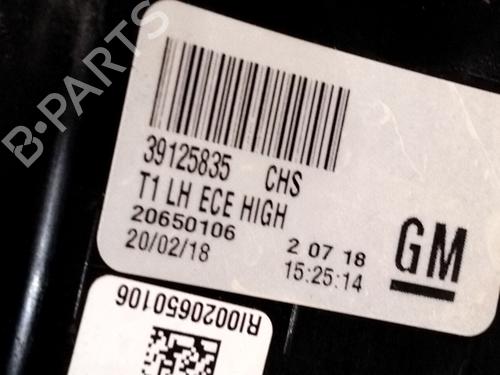 B-PARTS
39125835 CHS
T1 LH ECE HIGH
20650106 2 07 18
20/02/18 15:25:14
GM
RI0020650106